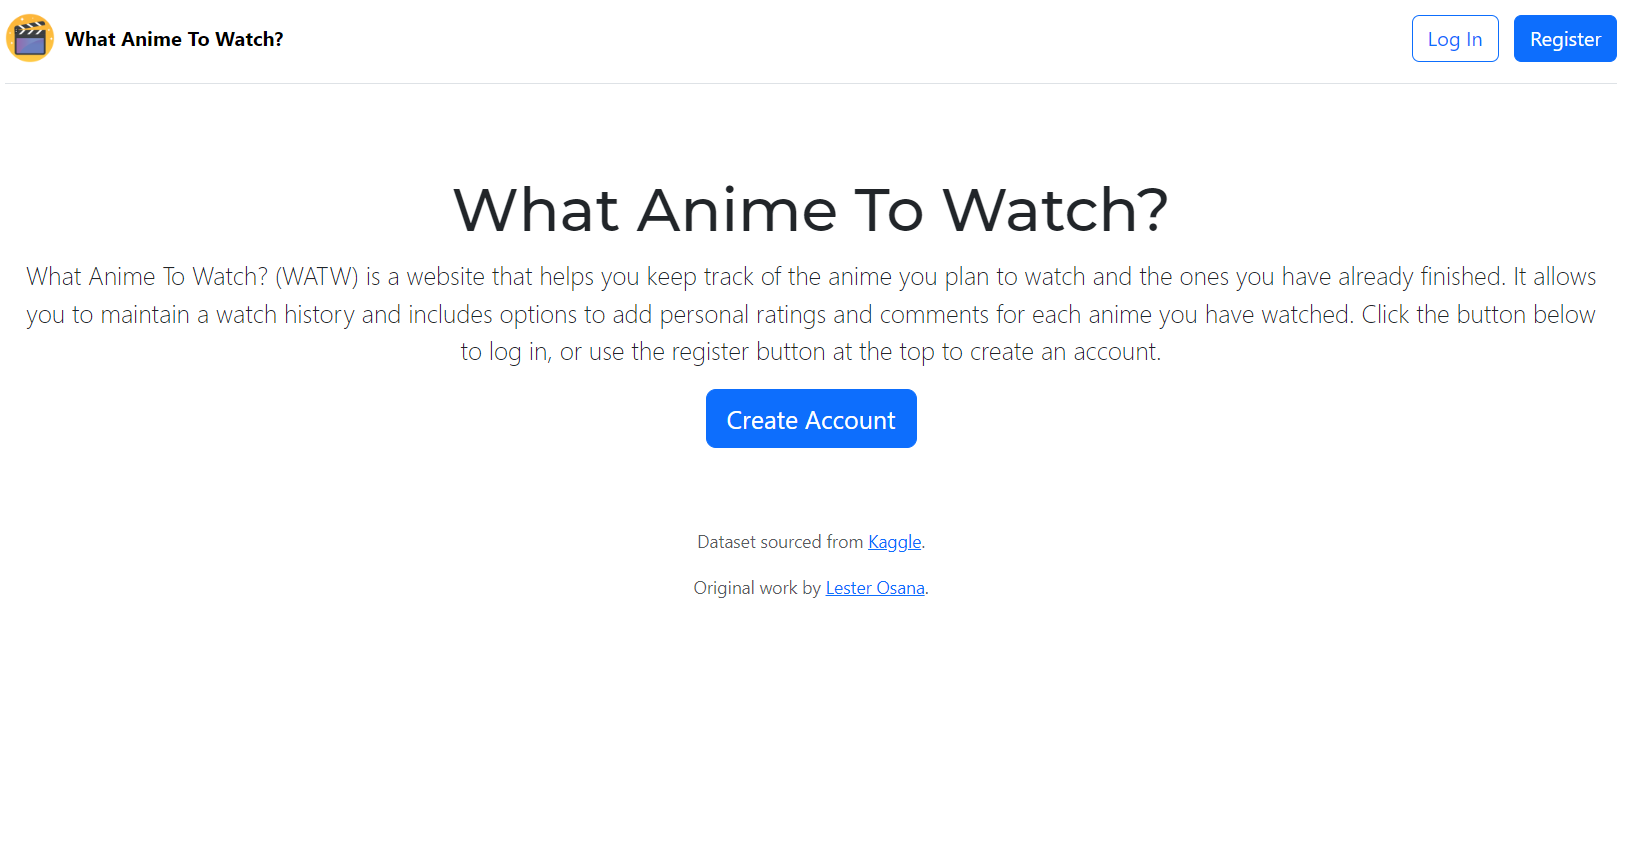 What Anime To Watch?
Log In
Register
What Anime To Watch?
What Anime To Watch? (WATW) is a website that helps you keep track of the anime you plan to watch and the ones you have already finished. It allows
you to maintain a watch history and includes options to add personal ratings and comments for each anime you have watched. Click the button below
to log in, or use the register button at the top to create an account.
Create Account
Dataset sourced from Kaggle.
Original work by Lester Osana.